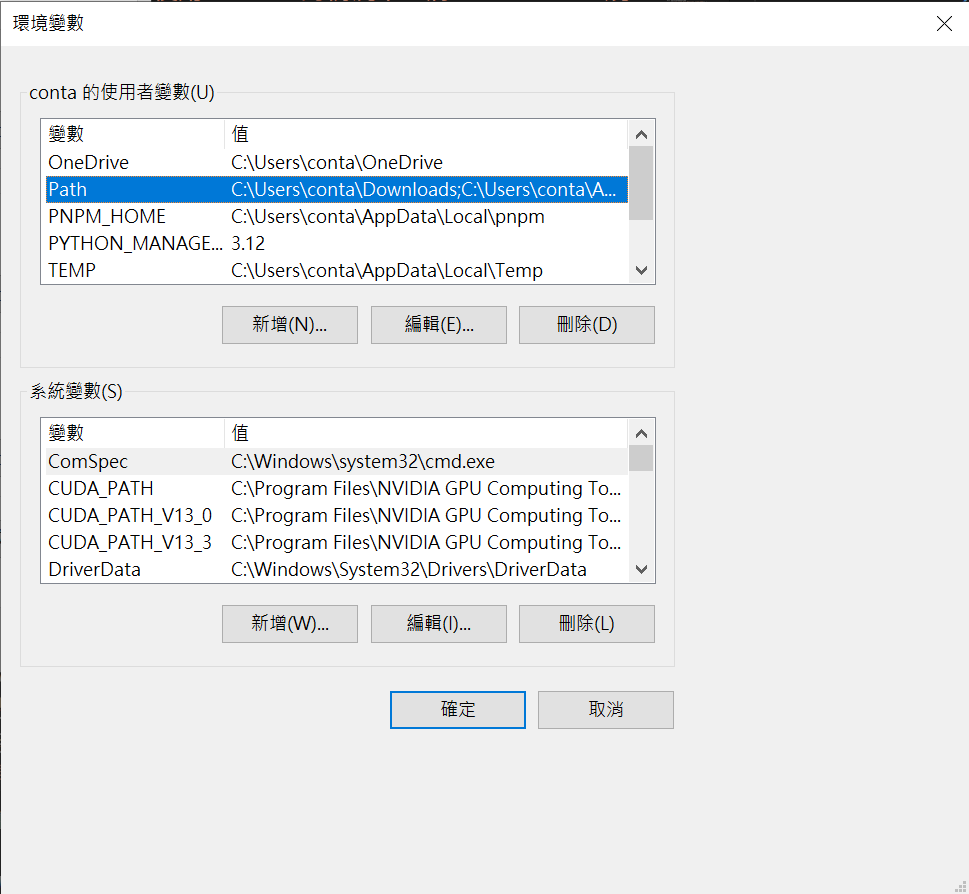 環境變數
conta 的使用者變數(U)
變數 值
OneDrive C:\Users\conta\OneDrive
Path C:\Users\conta\Downloads;C:\Users\conta\A...
PNPM_HOME C:\Users\conta\AppData\Local\pnpm
PYTHON_MANAGE... 3.12
TEMP C:\Users\conta\AppData\Local\Temp
新增(N)... 編輯(E)... 刪除(D)
系統變數(S)
變數 值
ComSpec C:\Windows\system32\cmd.exe
CUDA_PATH C:\Program Files\NVIDIA GPU Computing To...
CUDA_PATH_V13_0 C:\Program Files\NVIDIA GPU Computing To...
CUDA_PATH_V13_3 C:\Program Files\NVIDIA GPU Computing To...
DriverData C:\Windows\System32\Drivers\DriverData
新增(W)... 編輯(I)... 刪除(L)
確定 取消